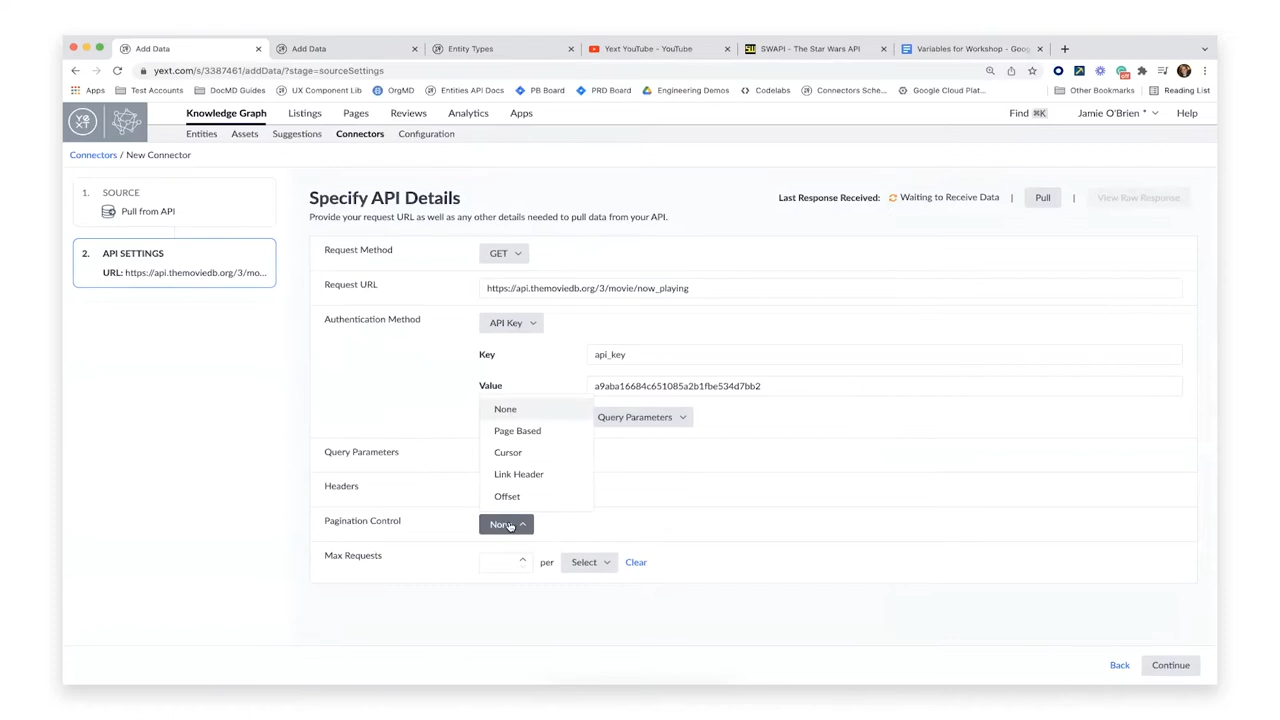 Add Data
Add Data
Entity Types
Yext YouTube - YouTube
SWAPI - The Star Wars API
Variables for Workshop - Goog
yext.com/s/3387461/addData/?stage=sourceSettings
Apps
Test Accounts
DocMD Guides
UX Component Lib
OrgMD
Entities API Docs
PB Board
PRD Board
Engineering Demos
Codelabs
Connectors Sche...
Google Cloud Plat...
Other Bookmarks
Reading List
yext
Knowledge Graph
Listings
Pages
Reviews
Analytics
Apps
Find ⌘K
Jamie O'Brien *
Help
Entities
Assets
Suggestions
Connectors
Configuration
Connectors / New Connector
1. SOURCE
Pull from API
2. API SETTINGS
URL: https://api.themoviedb.org/3/mo...
Specify API Details
Provide your request URL as well as any other details needed to pull data from your API.
Last Response Received: Waiting to Receive Data | Pull | View Raw Response
Request Method
GET
Request URL
https://api.themoviedb.org/3/movie/now_playing
Authentication Method
API Key
Key
api_key
Value
a9aba16684c651085a2b1fbe534d7bb2
Query Parameters
None
Page Based
Cursor
Link Header
Offset
Query Parameters
Headers
Pagination Control
None
Max Requests
per
Select
Clear
Back
Continue